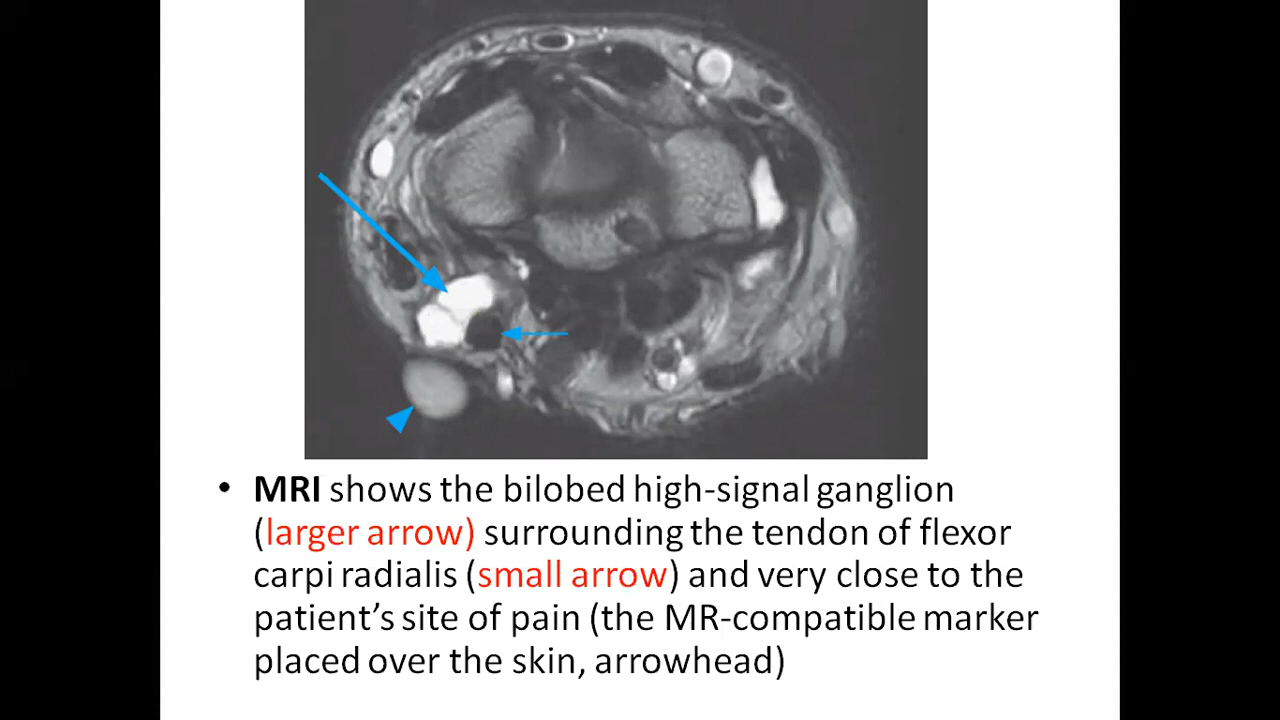 • MRI shows the bilobed high-signal ganglion
(larger arrow) surrounding the tendon of flexor
carpi radialis (small arrow) and very close to the
patient’s site of pain (the MR-compatible marker
placed over the skin, arrowhead)